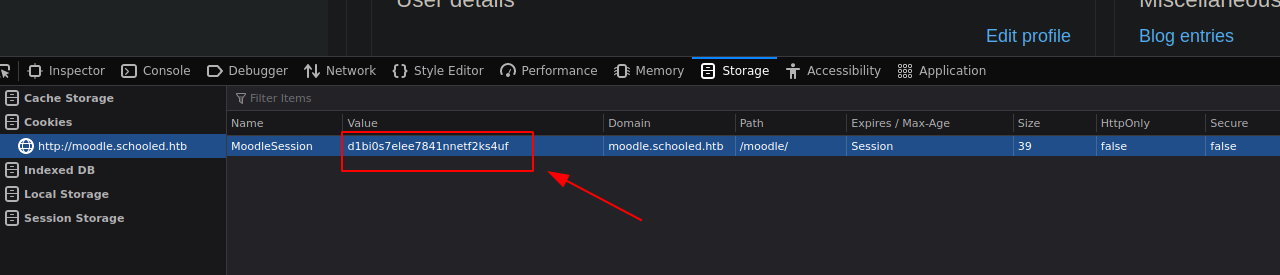 User details
Miscellaneous
Edit profile
Blog entries
Inspector Console Debugger Network Style Editor Performance Memory Storage Accessibility Application
Cache Storage
Filter Items
Cookies
Name Value Domain Path Expires / Max-Age Size HttpOnly Secure
http://moodle.schooled.htb MoodleSession d1bi0s7elee7841nnetf2ks4uf moodle.schooled.htb /moodle/ Session 39 false false
Indexed DB
Local Storage
Session Storage